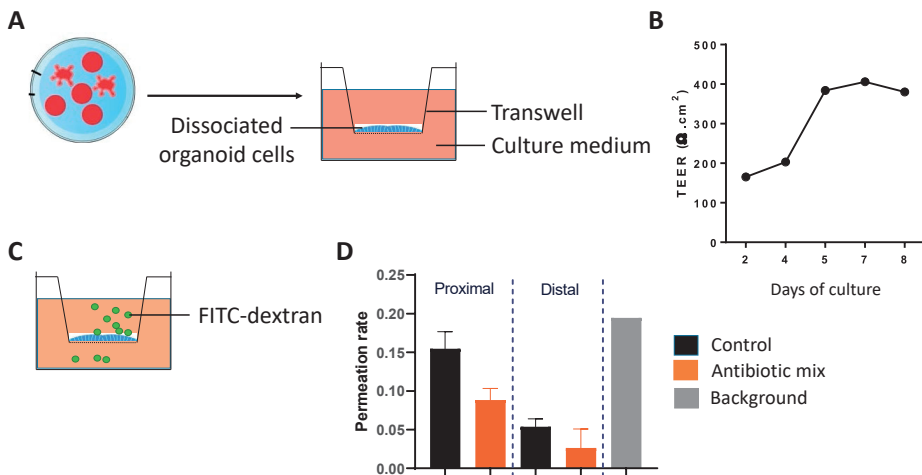 A
Dissociated
organoid cells
Transwell
Culture medium
B
TEER (Ω.cm²)
500
400
300
200
100
0
2 4 5 7 8
Days of culture
C
FITC-dextran
D
Permeation rate
0.25
0.20
0.15
0.10
0.05
0.00
Proximal
Distal
Control
Antibiotic mix
Background